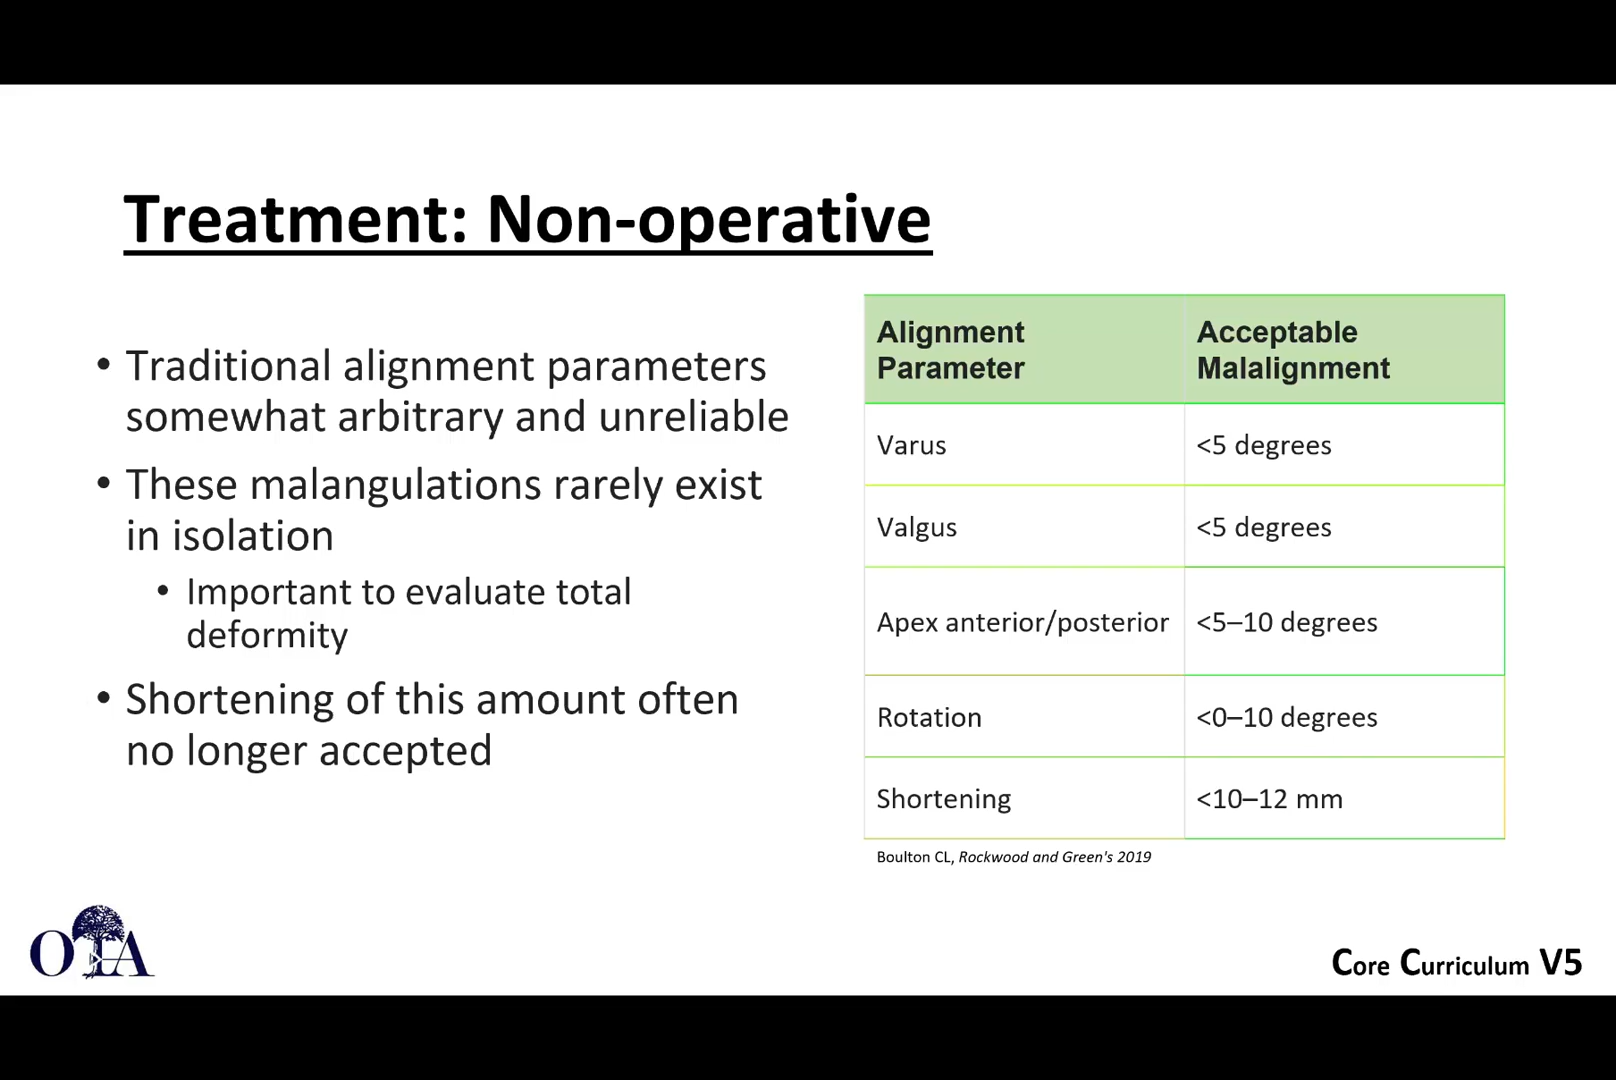 Treatment: Non-operative
• Traditional alignment parameters
somewhat arbitrary and unreliable
• These malangulations rarely exist
in isolation
• Important to evaluate total
deformity
• Shortening of this amount often
no longer accepted
Alignment
Parameter
Acceptable
Malalignment
Varus
<5 degrees
Valgus
<5 degrees
Apex anterior/posterior
<5–10 degrees
Rotation
<0–10 degrees
Shortening
<10–12 mm
Boulton CL, Rockwood and Green's 2019
OTA
Core Curriculum V5